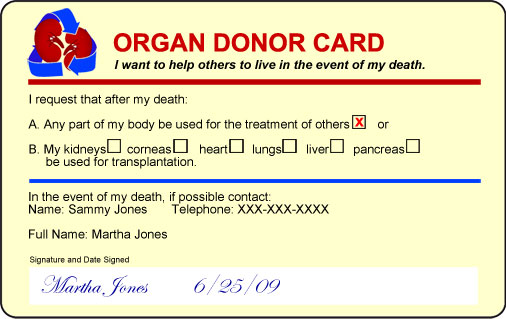 ORGAN DONOR CARD
I want to help others to live in the event of my death.
I request that after my death:
A. Any part of my body be used for the treatment of others X or
B. My kidneys corneas heart lungs liver pancreas
be used for transplantation.
In the event of my death, if possible contact:
Name: Sammy Jones Telephone: XXX-XXX-XXXX
Full Name: Martha Jones
Signature and Date Signed
Martha Jones 6/25/09